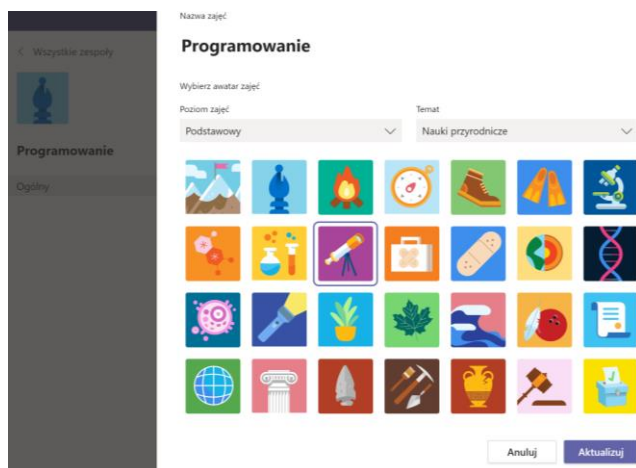 Wszystkie zespoły
Programowanie
Ogólny
Nazwa zajęć
Programowanie
Wybierz awatar zajęć
Poziom zajęć
Temat
Podstawowy
Nauki przyrodnicze
Anuluj
Aktualizuj